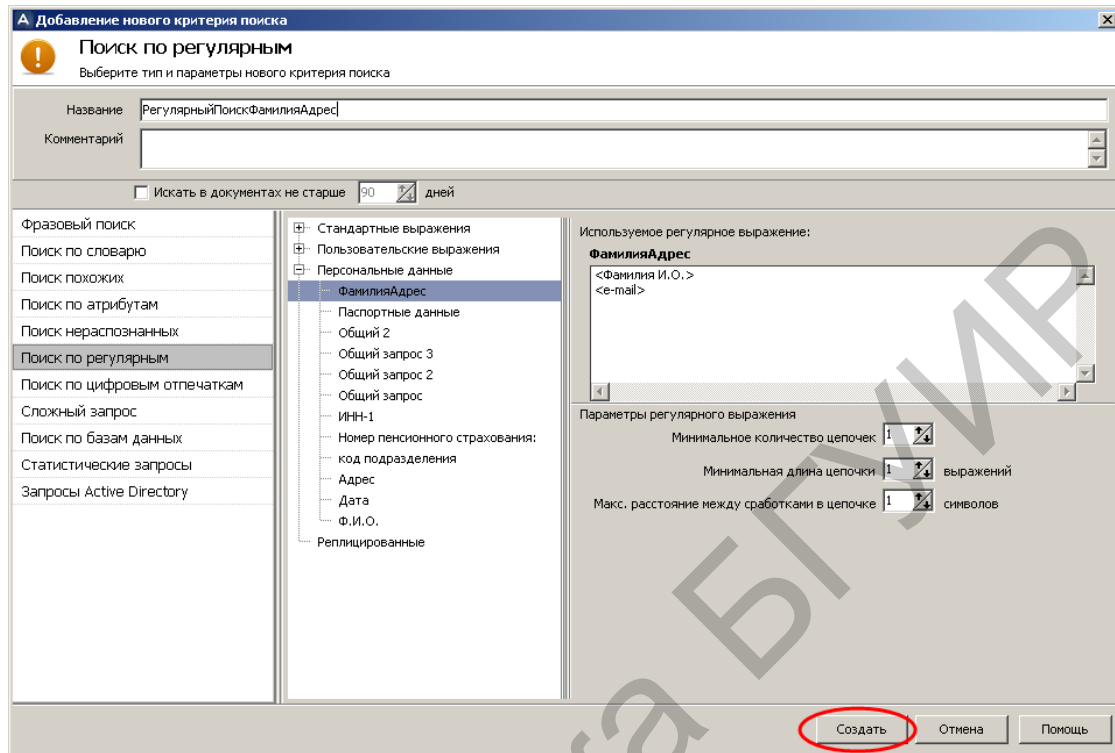 Добавление нового критерия поиска
Поиск по регулярным
Выберите тип и параметры нового критерия поиска
Название РегулярныйПоискФамилияАдрес
Комментарий
Искать в документах не старше 90 дней
Фразовый поиск
Поиск по словарю
Поиск похожих
Поиск по атрибутам
Поиск нераспознанных
Поиск по регулярным
Поиск по цифровым отпечаткам
Сложный запрос
Поиск по базам данных
Статистические запросы
Запросы Active Directory
Стандартные выражения
Пользовательские выражения
Персональные данные
ФамилияАдрес
Паспортные данные
Общий 2
Общий запрос 3
Общий запрос 2
Общий запрос
ИНН-1
Номер пенсионного страхования:
код подразделения
Адрес
Дата
Ф.И.О.
Реплицированные
Используемое регулярное выражение:
ФамилияАдрес
<Фамилия И.О.>
<e-mail>
Параметры регулярного выражения
Минимальное количество цепочек 1
Минимальная длина цепочки 1 выражений
Макс. расстояние между сработками в цепочке 1 символов
Создать Отмена Помощь
БГУИР